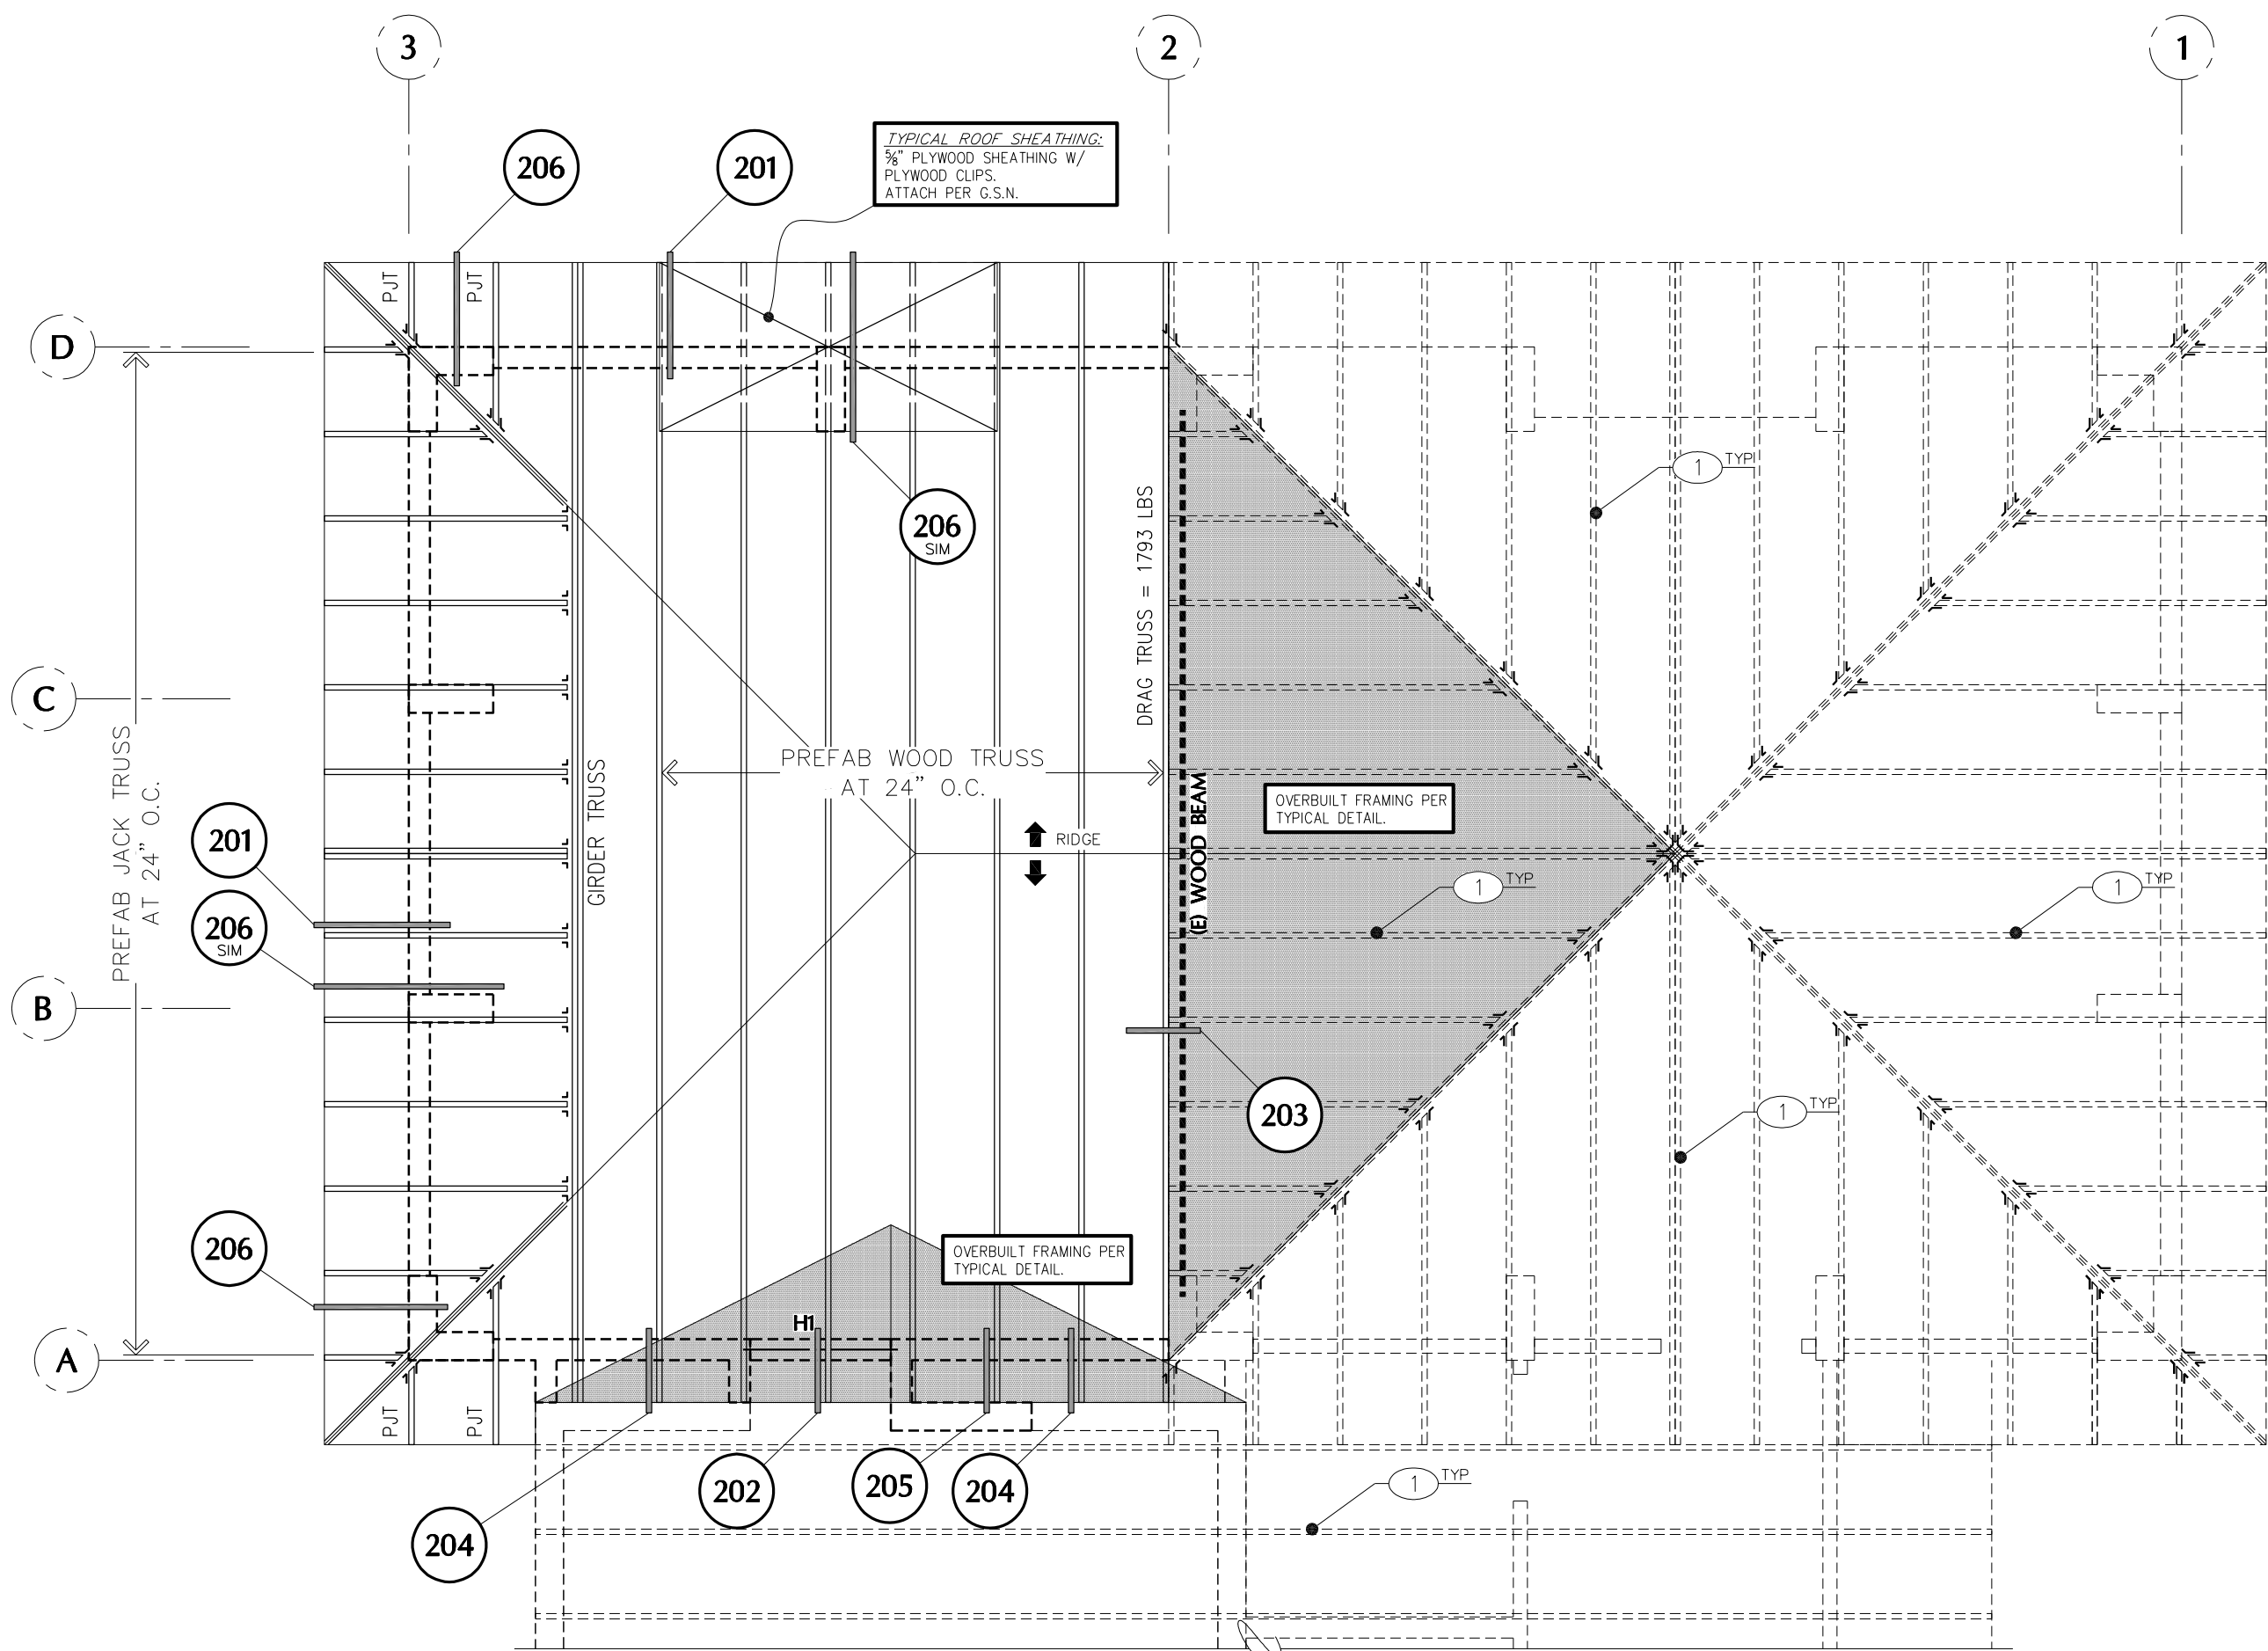 3
2
1
206
201
TYPICAL ROOF SHEATHING:
⅝" PLYWOOD SHEATHING W/
PLYWOOD CLIPS.
ATTACH PER G.S.N.
PJT
PJT
D
1
TYP
206
SIM
DRAG TRUSS = 1793 LBS
C
PREFAB JACK TRUSS
AT 24" O.C.
PREFAB WOOD TRUSS
AT 24" O.C.
GIRDER TRUSS
(E) WOOD BEAM
OVERBUILT FRAMING PER
TYPICAL DETAIL.
RIDGE
201
1
TYP
1
TYP
206
SIM
B
203
1
TYP
206
OVERBUILT FRAMING PER
TYPICAL DETAIL.
H1
A
PJT
PJT
202
205
204
1
TYP
204